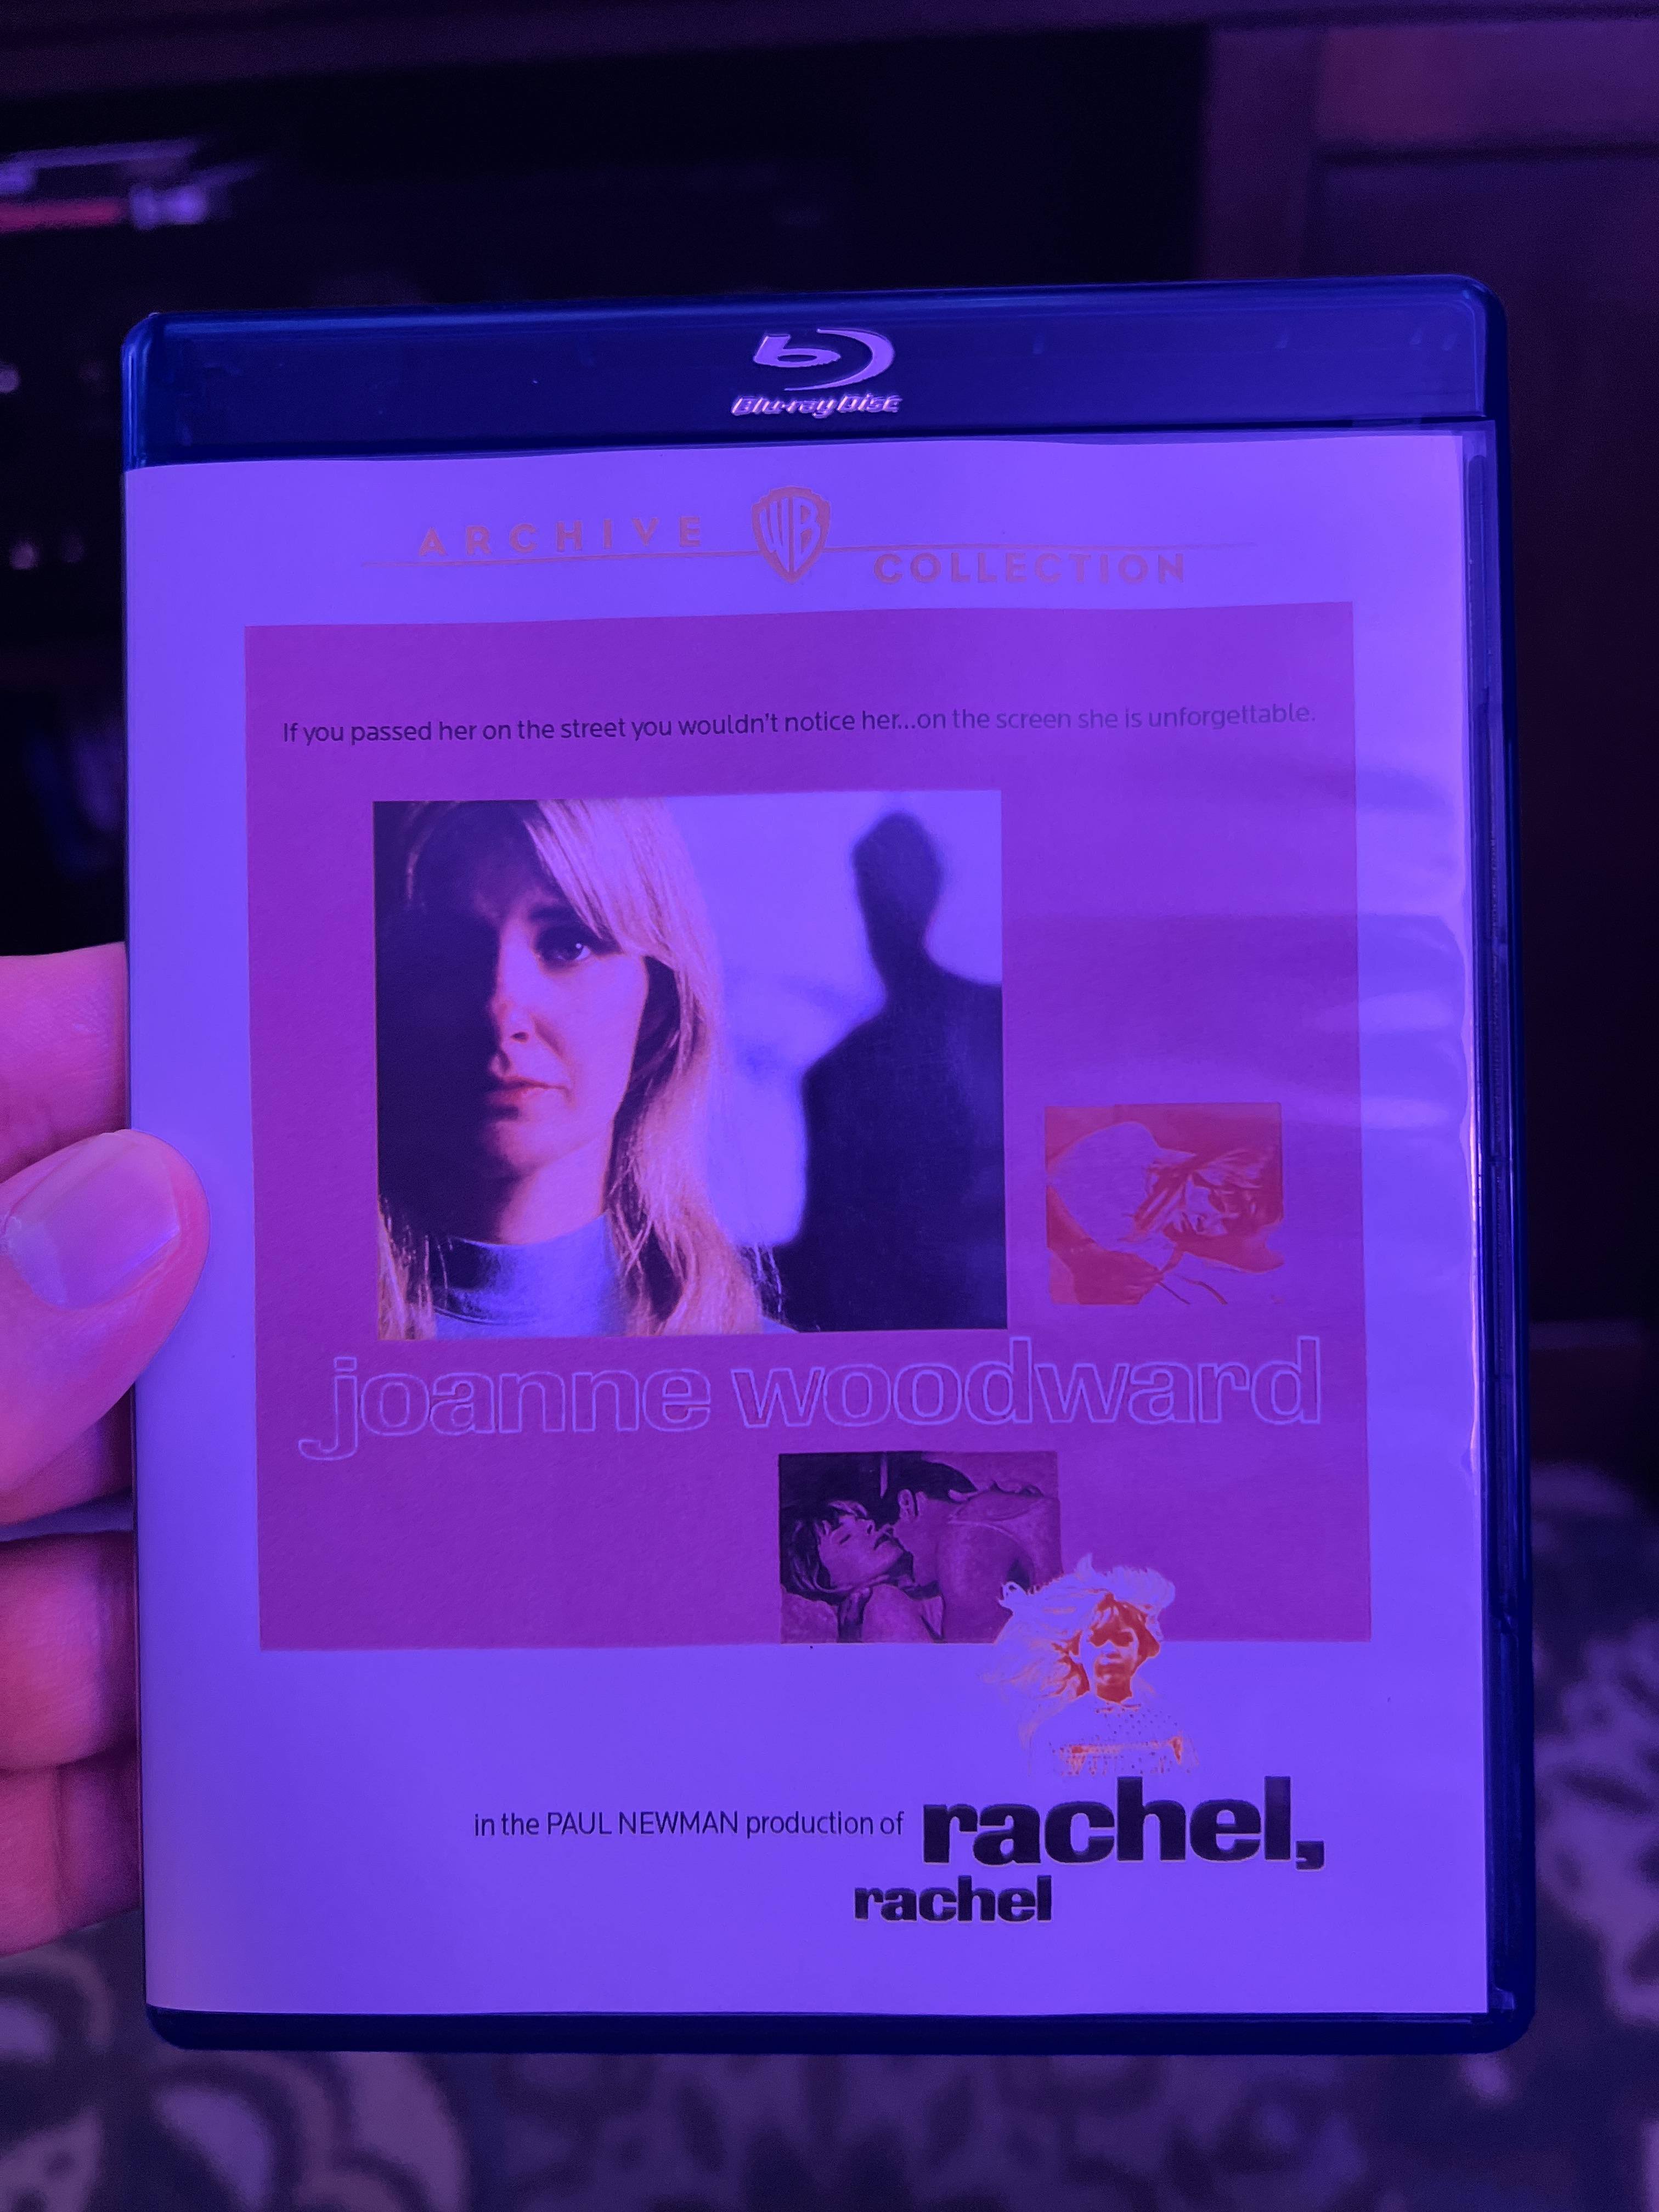 Blu-ray Disc
ARCHIVE WB COLLECTION
If you passed her on the street you wouldn't notice her...on the screen she is unforgettable.
joanne woodward
in the PAUL NEWMAN production of rachel,
rachel